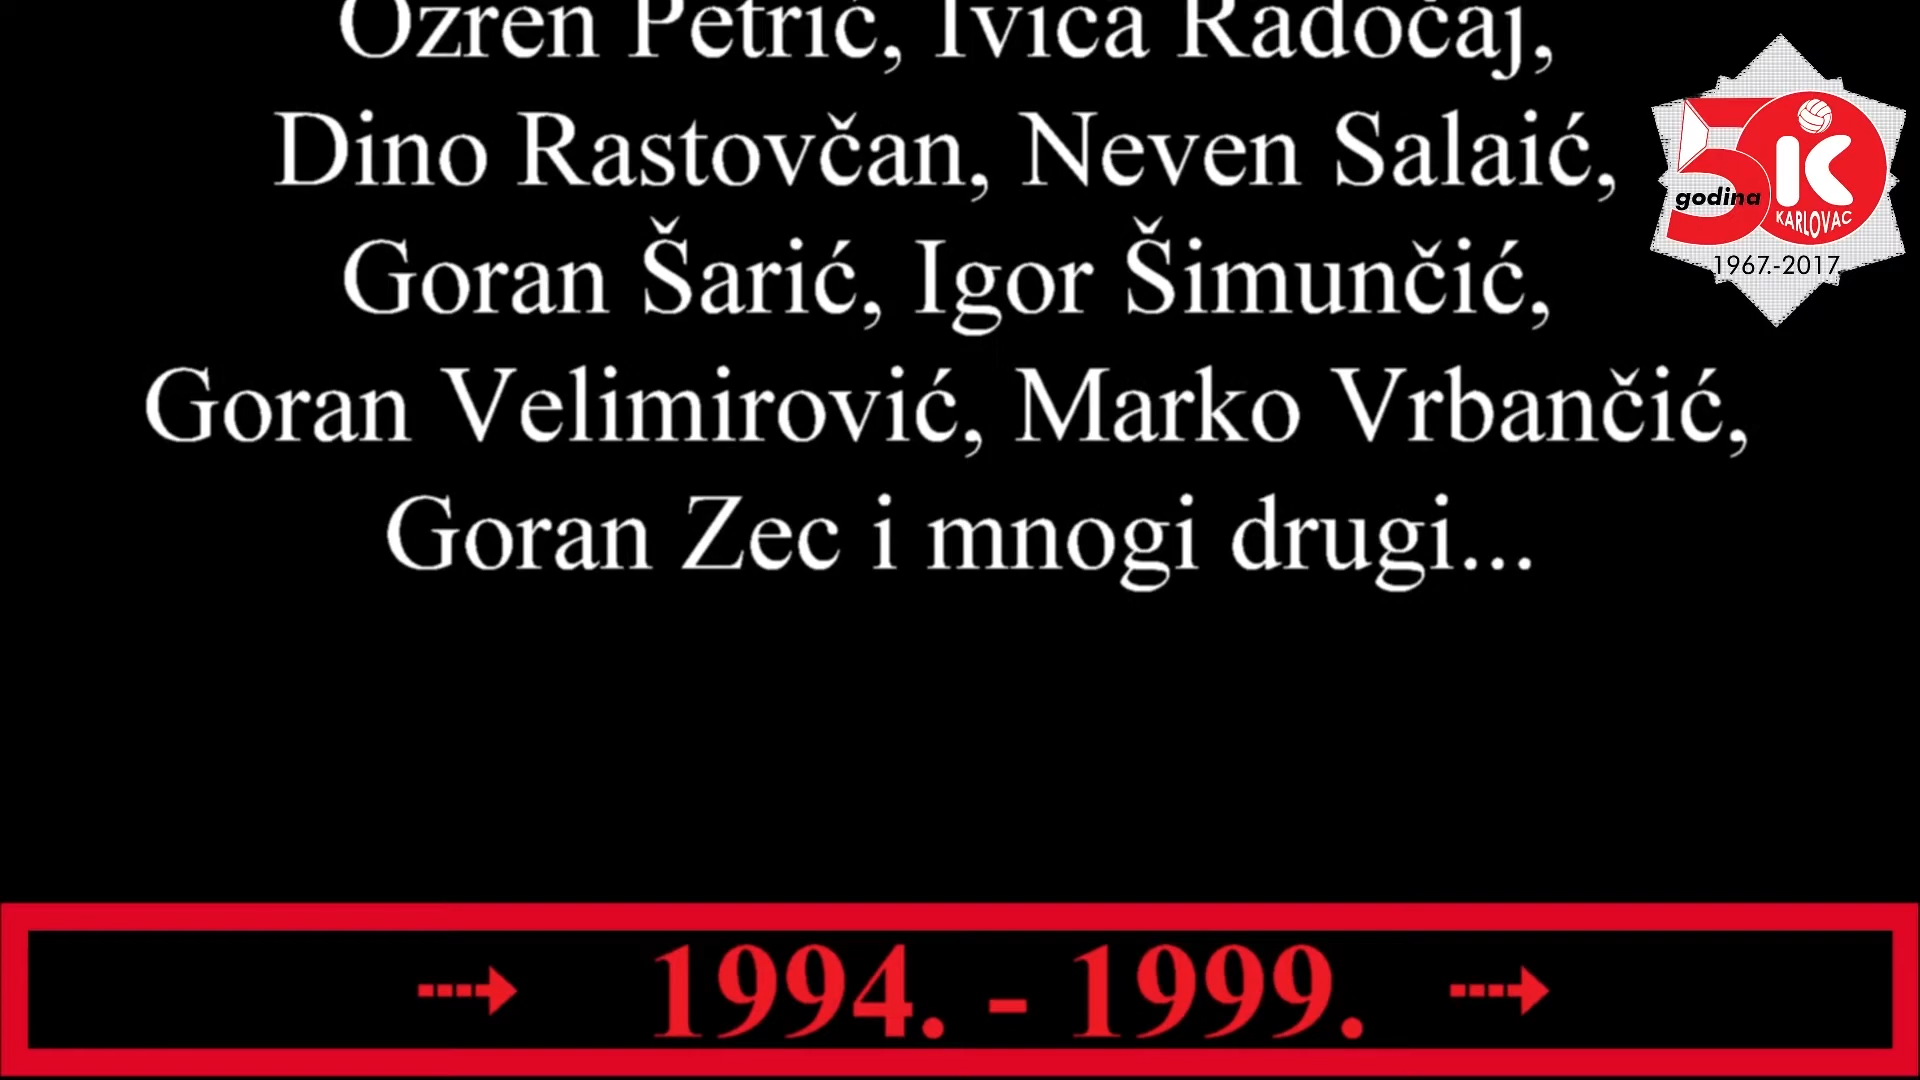 Ozren Petrić, Ivica Radočaj,
Dino Rastovčan, Neven Salaić,
Goran Šarić, Igor Šimunčić,
Goran Velimirović, Marko Vrbančić,
Goran Zec i mnogi drugi...
50 godina
K
KARLOVAC
1967.-2017
1994. - 1999.